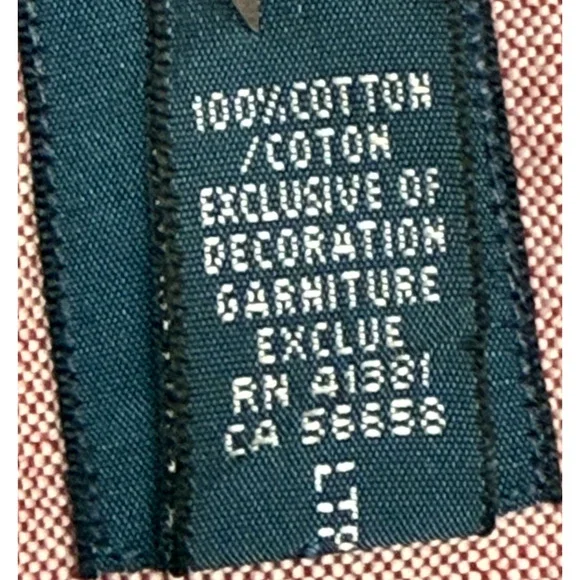 100% COTTON
/COTON
EXCLUSIVE OF
DECORATION
GARNITURE
EXCLUE
RN 41381
CA 56658